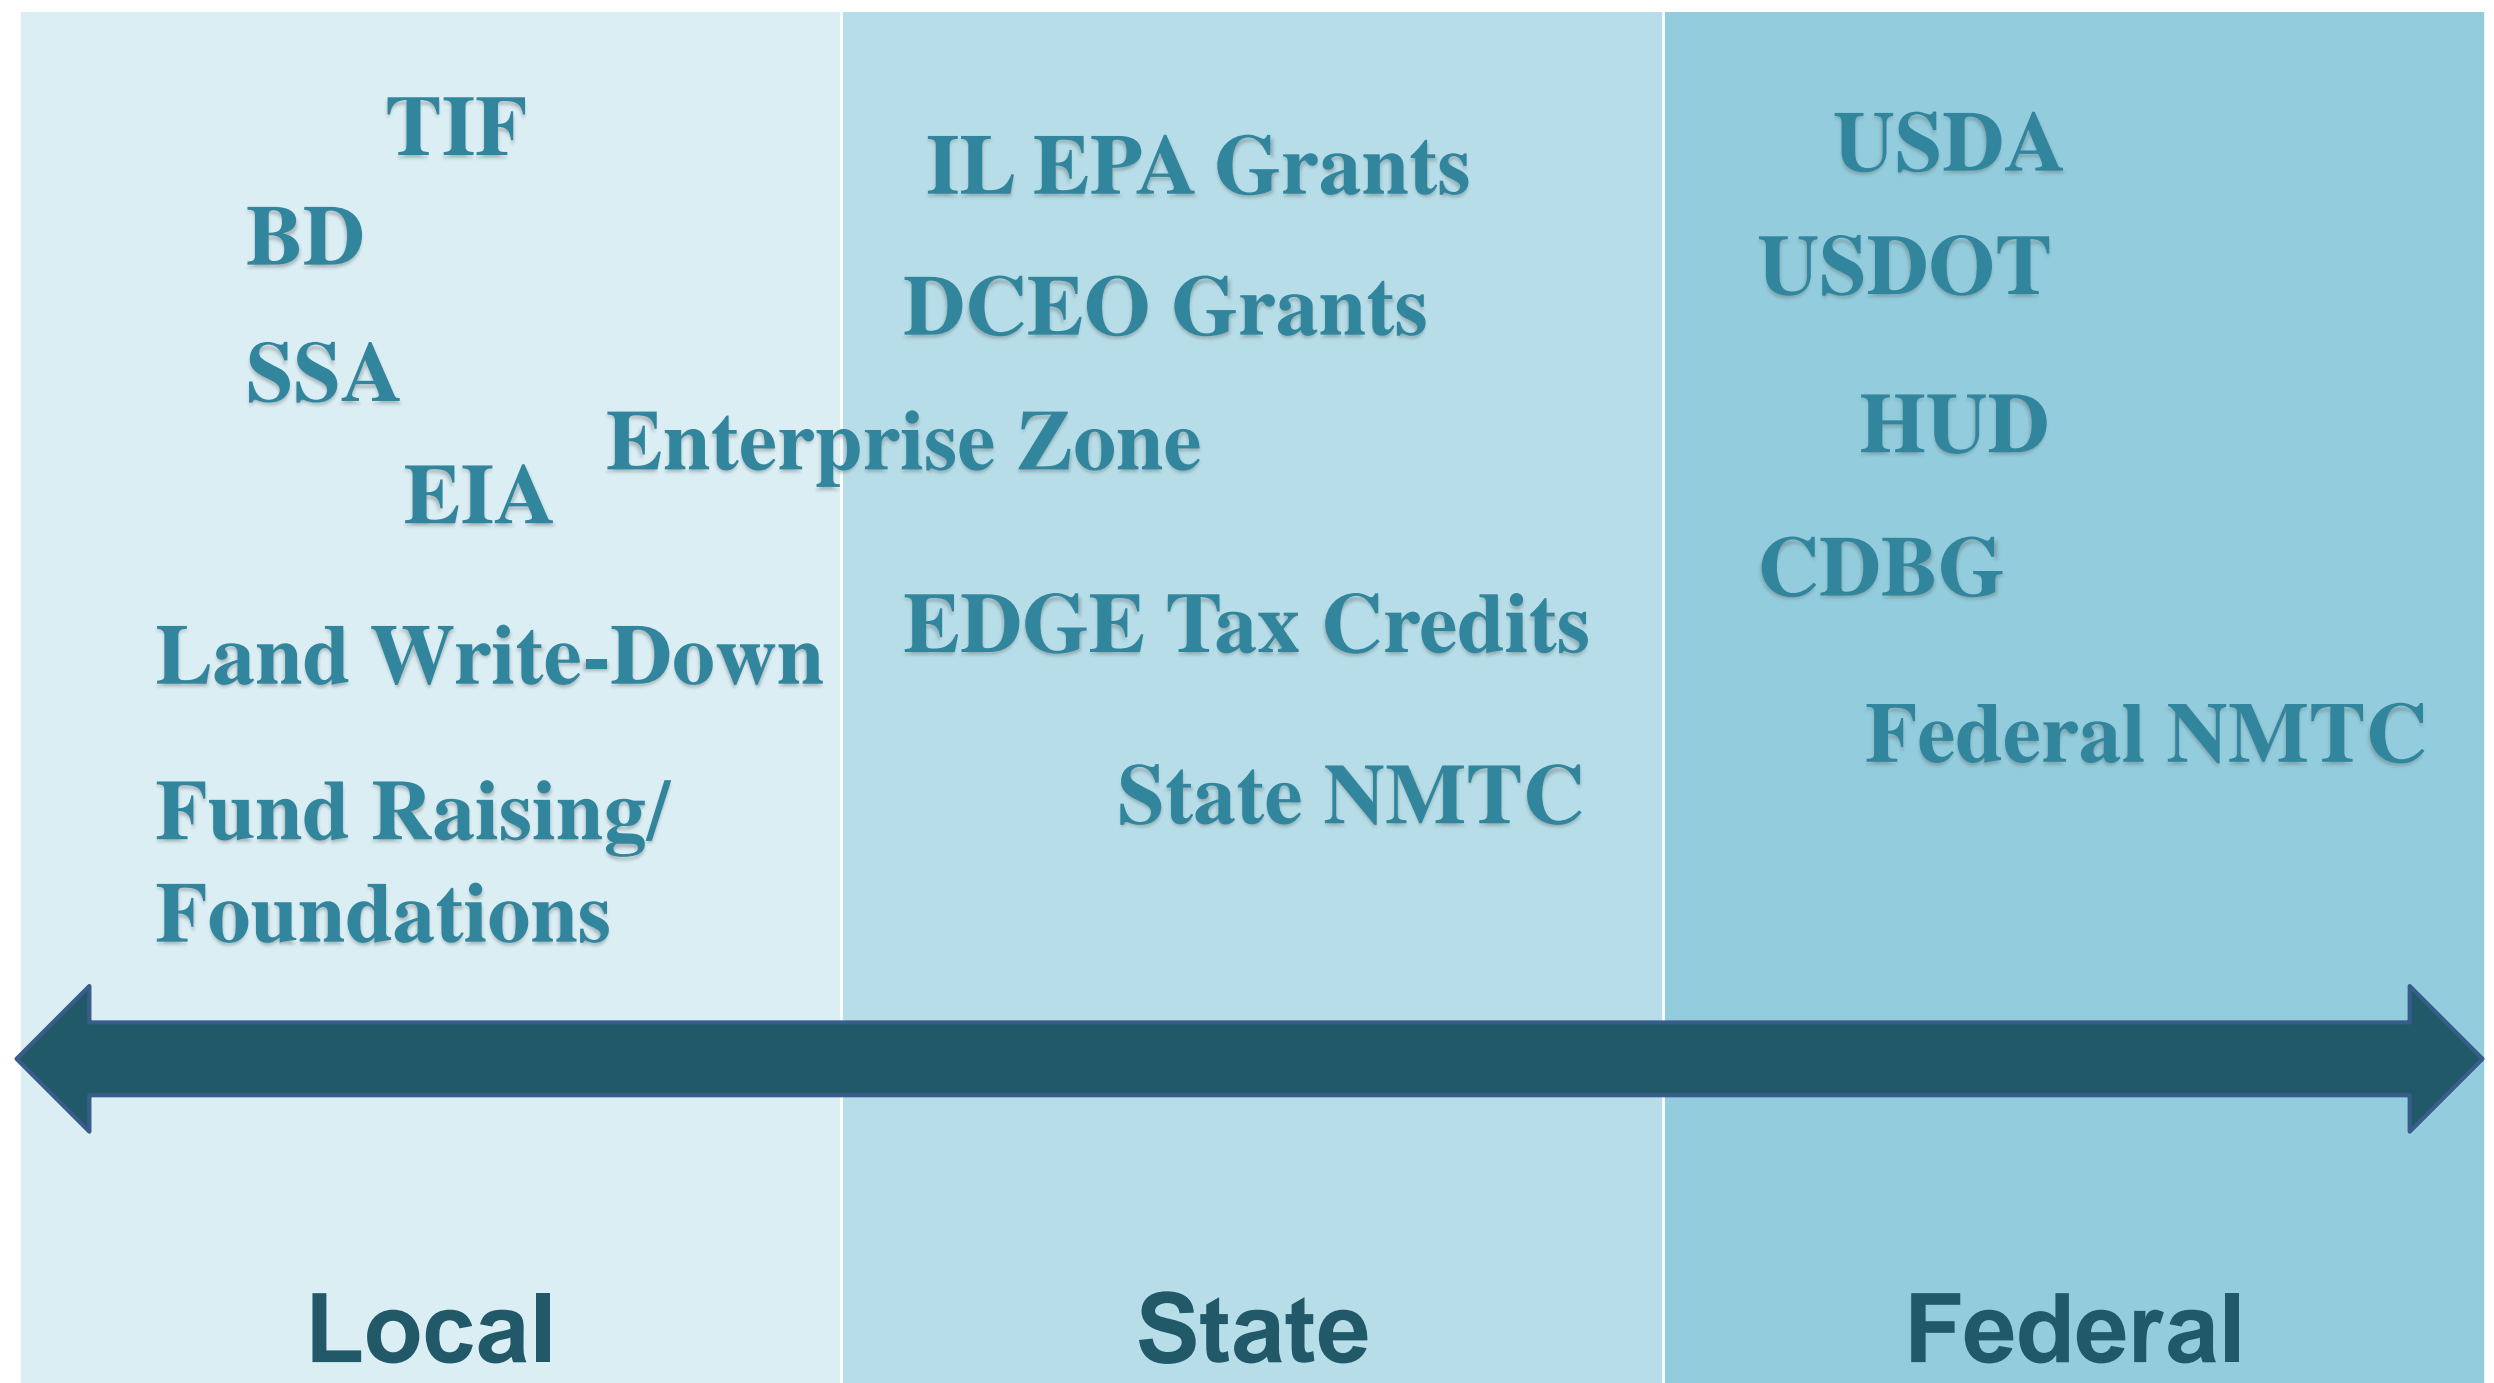 TIF
BD
SSA
EIA
Enterprise Zone
Land Write-Down
Fund Raising/
Foundations
IL EPA Grants
DCEO Grants
EDGE Tax Credits
State NMTC
USDA
USDOT
HUD
CDBG
Federal NMTC
Local
State
Federal